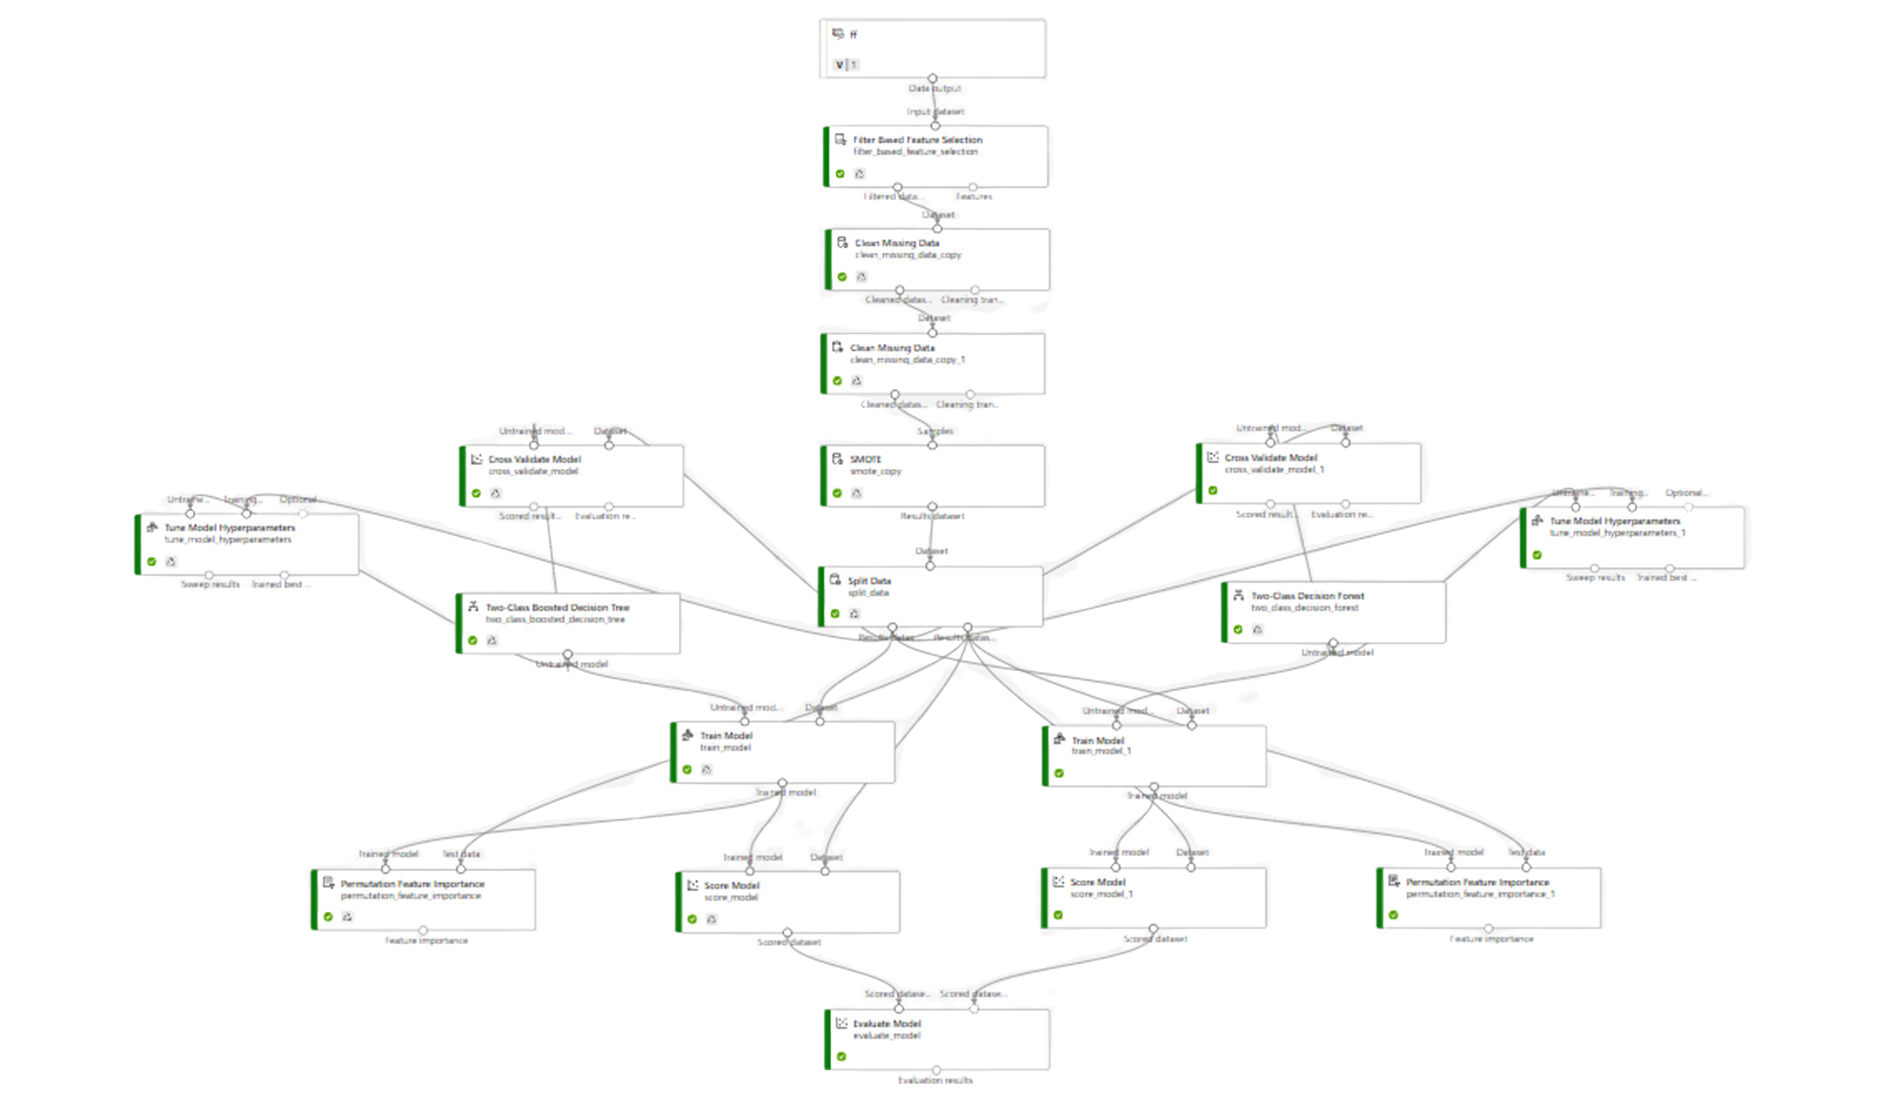 ff
V | 1
Data output
Input dataset
Filter Based Feature Selection
filter_based_feature_selection
Filtered data... Features
Dataset
Clean Missing Data
clean_missing_data_copy
Cleaned datas... Cleaning tran...
Dataset
Clean Missing Data
clean_missing_data_copy_1
Cleaned datas... Cleaning tran...
Samples
SMOTE
smote_copy
Results dataset
Dataset
Split Data
split_data
Results datas... Results datas...
Untrained mod... Dataset
Cross Validate Model
cross_validate_model
Scored result... Evaluation re...
Untrained mod... Dataset
Cross Validate Model
cross_validate_model_1
Scored result... Evaluation re...
Untraine... Training... Optional...
Tune Model Hyperparameters
tune_model_hyperparameters
Sweep results Trained best ...
Untraine... Training... Optional...
Tune Model Hyperparameters
tune_model_hyperparameters_1
Sweep results Trained best ...
Two-Class Boosted Decision Tree
two_class_boosted_decision_tree
Untrained model
Two-Class Decision Forest
two_class_decision_forest
Untrained model
Untrained mod... Dataset
Train Model
train_model
Trained model
Untrained mod... Dataset
Train Model
train_model_1
Trained model
Trained model Test data
Permutation Feature Importance
permutation_feature_importance
Feature importance
Trained model Dataset
Score Model
score_model
Scored dataset
Trained model Dataset
Score Model
score_model_1
Scored dataset
Trained model Test data
Permutation Feature Importance
permutation_feature_importance_1
Feature importance
Scored datase... Scored datase...
Evaluate Model
evaluate_model
Evaluation results